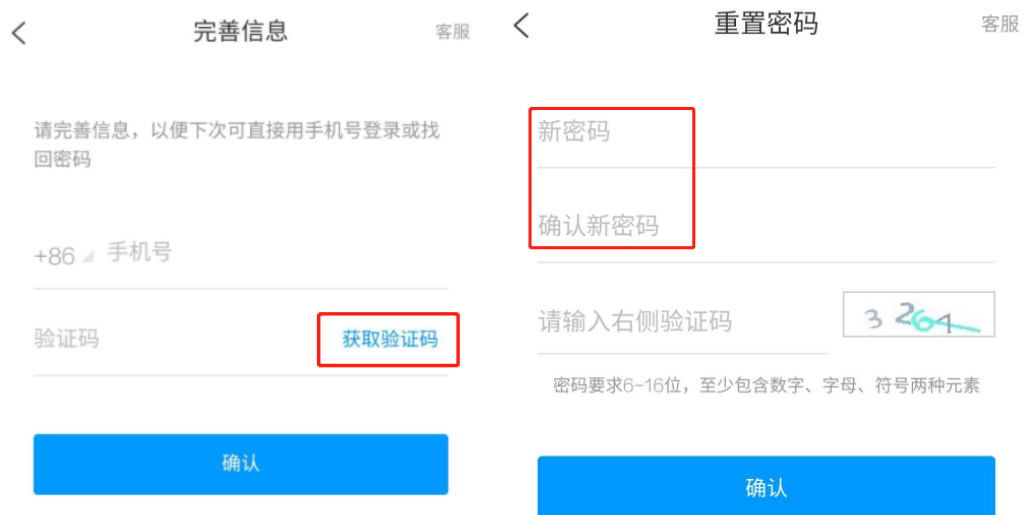 完善信息
客服
请完善信息，以便下次可直接用手机号登录或找
回密码
+86 手机号
验证码
获取验证码
确认
重置密码
客服
新密码
确认新密码
请输入右侧验证码
3264
密码要求6-16位，至少包含数字、字母、符号两种元素
确认